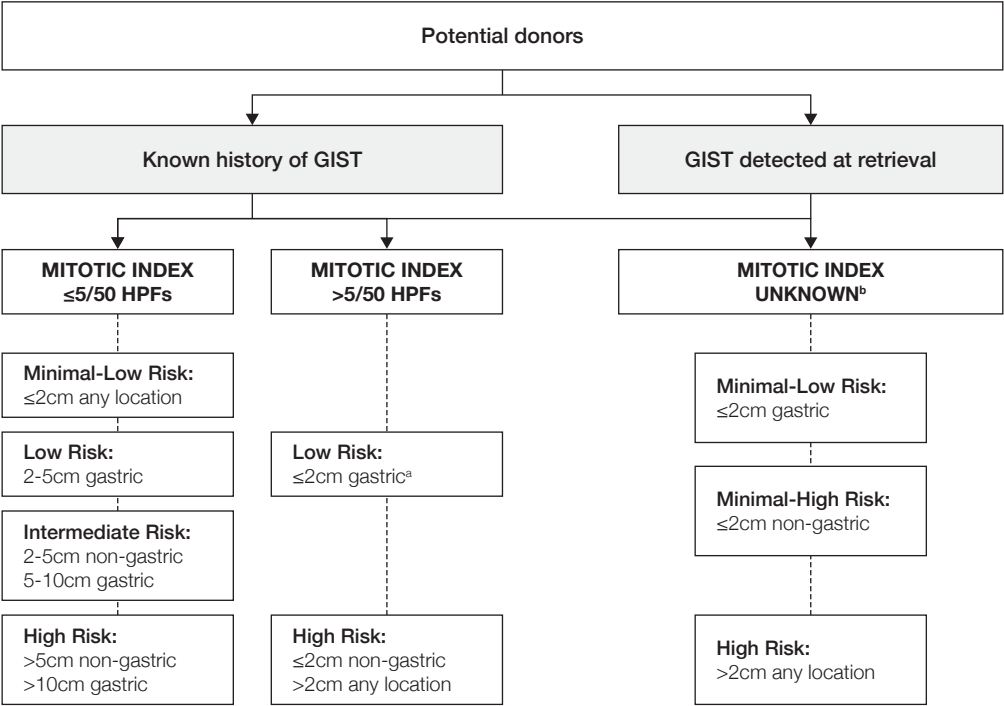 Potential donors
Known history of GIST
GIST detected at retrieval
MITOTIC INDEX
≤5/50 HPFs
MITOTIC INDEX
>5/50 HPFs
MITOTIC INDEX
UNKNOWNᵇ
Minimal-Low Risk:
≤2cm any location
Low Risk:
2-5cm gastric
Intermediate Risk:
2-5cm non-gastric
5-10cm gastric
High Risk:
>5cm non-gastric
>10cm gastric
Low Risk:
≤2cm gastricᵃ
High Risk:
≤2cm non-gastric
>2cm any location
Minimal-Low Risk:
≤2cm gastric
Minimal-High Risk:
≤2cm non-gastric
High Risk:
>2cm any location